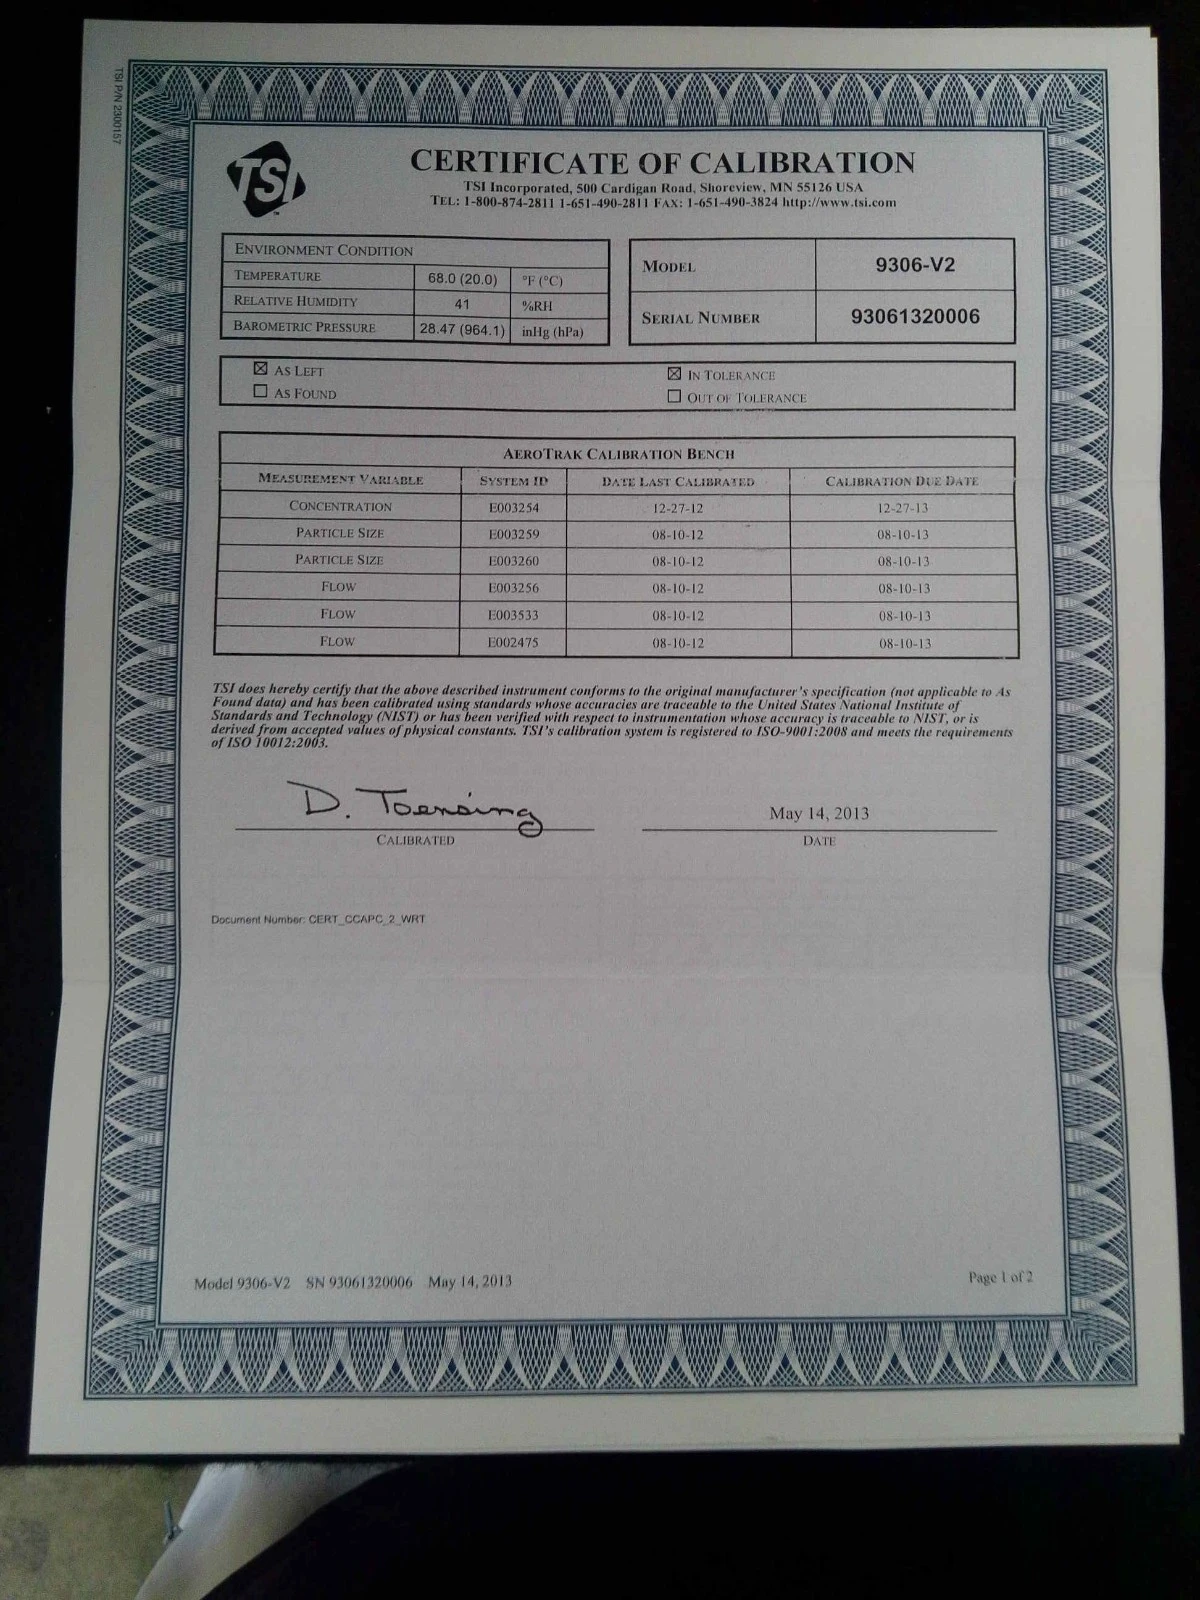 TSI P/N 2300157
TSI
CERTIFICATE OF CALIBRATION
TSI Incorporated, 500 Cardigan Road, Shoreview, MN 55126 USA
TEL: 1-800-874-2811 1-651-490-2811 FAX: 1-651-490-3824 http://www.tsi.com
ENVIRONMENT CONDITION
TEMPERATURE 68.0 (20.0) °F (°C)
RELATIVE HUMIDITY 41 %RH
BAROMETRIC PRESSURE 28.47 (964.1) inHg (hPa)
MODEL 9306-V2
SERIAL NUMBER 93061320006
☒ AS LEFT
☐ AS FOUND
☒ IN TOLERANCE
☐ OUT OF TOLERANCE
AEROTRAK CALIBRATION BENCH
MEASUREMENT VARIABLE SYSTEM ID DATE LAST CALIBRATED CALIBRATION DUE DATE
CONCENTRATION E003254 12-27-12 12-27-13
PARTICLE SIZE E003259 08-10-12 08-10-13
PARTICLE SIZE E003260 08-10-12 08-10-13
FLOW E003256 08-10-12 08-10-13
FLOW E003533 08-10-12 08-10-13
FLOW E002475 08-10-12 08-10-13
TSI does hereby certify that the above described instrument conforms to the original manufacturer's specification (not applicable to As
Found data) and has been calibrated using standards whose accuracies are traceable to the United States National Institute of
Standards and Technology (NIST) or has been verified with respect to instrumentation whose accuracy is traceable to NIST, or is
derived from accepted values of physical constants. TSI's calibration system is registered to ISO-9001:2008 and meets the requirements
of ISO 10012:2003.
D. Toensing
CALIBRATED
May 14, 2013
DATE
Document Number: CERT_CCAPC_2_WRT
Model 9306-V2 SN 93061320006 May 14, 2013
Page 1 of 2